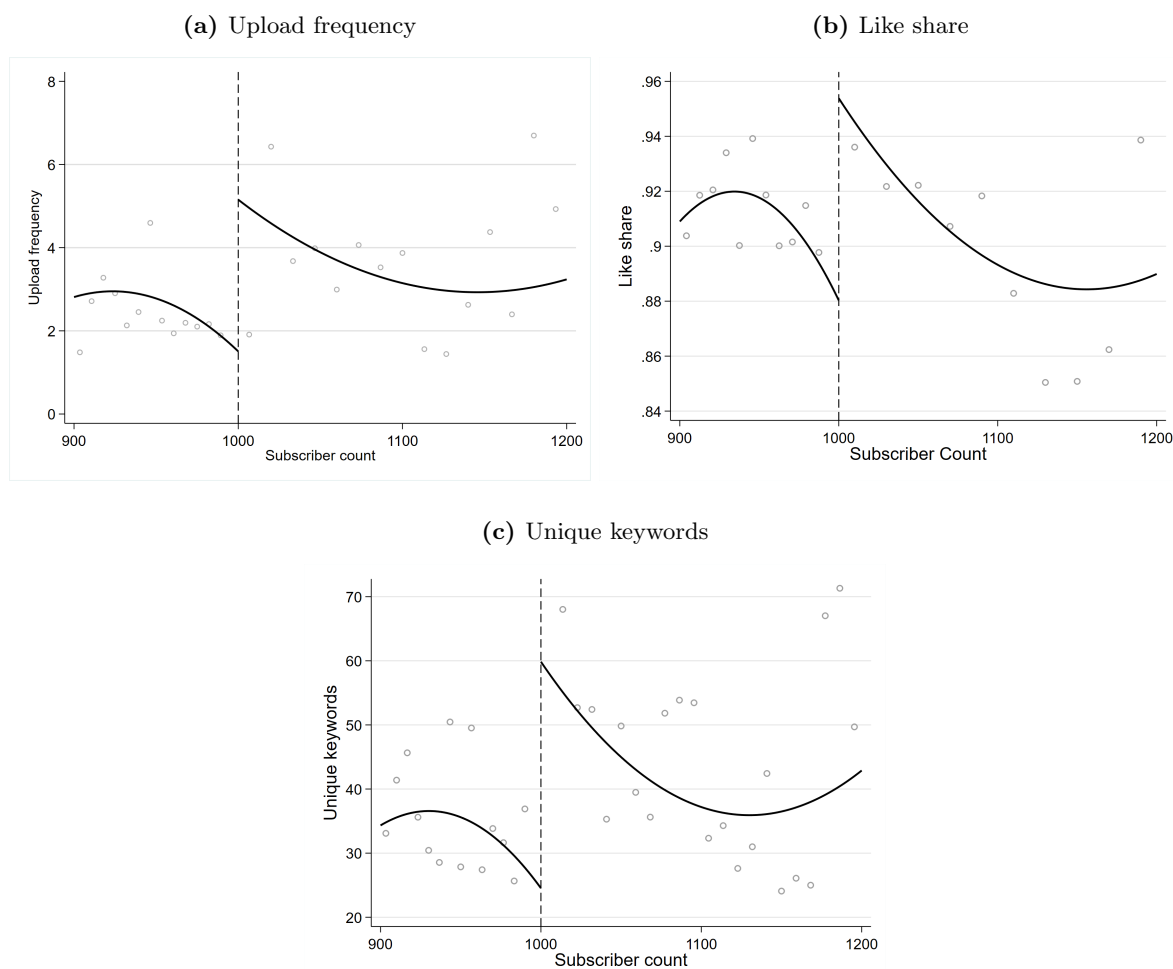 (a) Upload frequency
8
6
4
2
0
Upload frequency
900 1000 1100 1200
Subscriber count
(b) Like share
.96
.94
.92
.9
.88
.86
.84
Like share
900 1000 1100 1200
Subscriber Count
(c) Unique keywords
70
60
50
40
30
20
Unique keywords
900 1000 1100 1200
Subscriber count